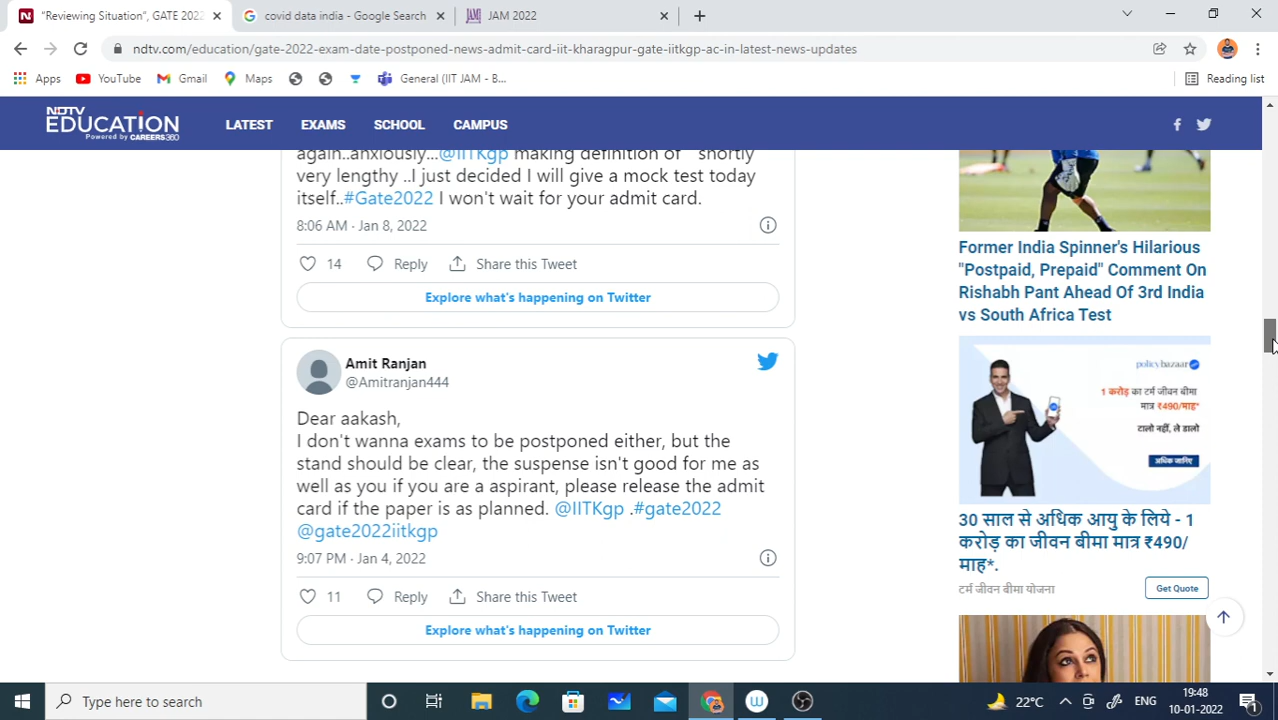 "Reviewing Situation", GATE 2022
covid data india - Google Search
JAM 2022
ndtv.com/education/gate-2022-exam-date-postponed-news-admit-card-iit-kharagpur-gate-iitkgp-ac-in-latest-news-updates
Apps
YouTube
Gmail
Maps
General (IIT JAM - B...
Reading list
NDTV
EDUCATION
Powered by CAREERS360
LATEST
EXAMS
SCHOOL
CAMPUS
again..anxiously...@IITKgp making definition of " shortly
very lengthy ..I just decided I will give a mock test today
itself..#Gate2022 I won't wait for your admit card.
8:06 AM · Jan 8, 2022
14 Reply Share this Tweet
Explore what's happening on Twitter
Amit Ranjan
@Amitranjan444
Dear aakash,
I don't wanna exams to be postponed either, but the
stand should be clear, the suspense isn't good for me as
well as you if you are a aspirant, please release the admit
card if the paper is as planned. @IITKgp .#gate2022
@gate2022iitkgp
9:07 PM · Jan 4, 2022
11 Reply Share this Tweet
Explore what's happening on Twitter
Former India Spinner's Hilarious
"Postpaid, Prepaid" Comment On
Rishabh Pant Ahead Of 3rd India
vs South Africa Test
policybazaar
1 करोड़ का टर्म जीवन बीमा
मात्र ₹490/माह*
टालो नहीं, ले डालो
अधिक जानिए
30 साल से अधिक आयु के लिये - 1
करोड़ का जीवन बीमा मात्र ₹490/
माह*.
टर्म जीवन बीमा योजना
Get Quote
Type here to search
22°C
ENG
19:48
10-01-2022
1